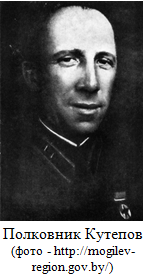 Полковник Кутепов
(фото - http://mogilev-
region.gov.by/)